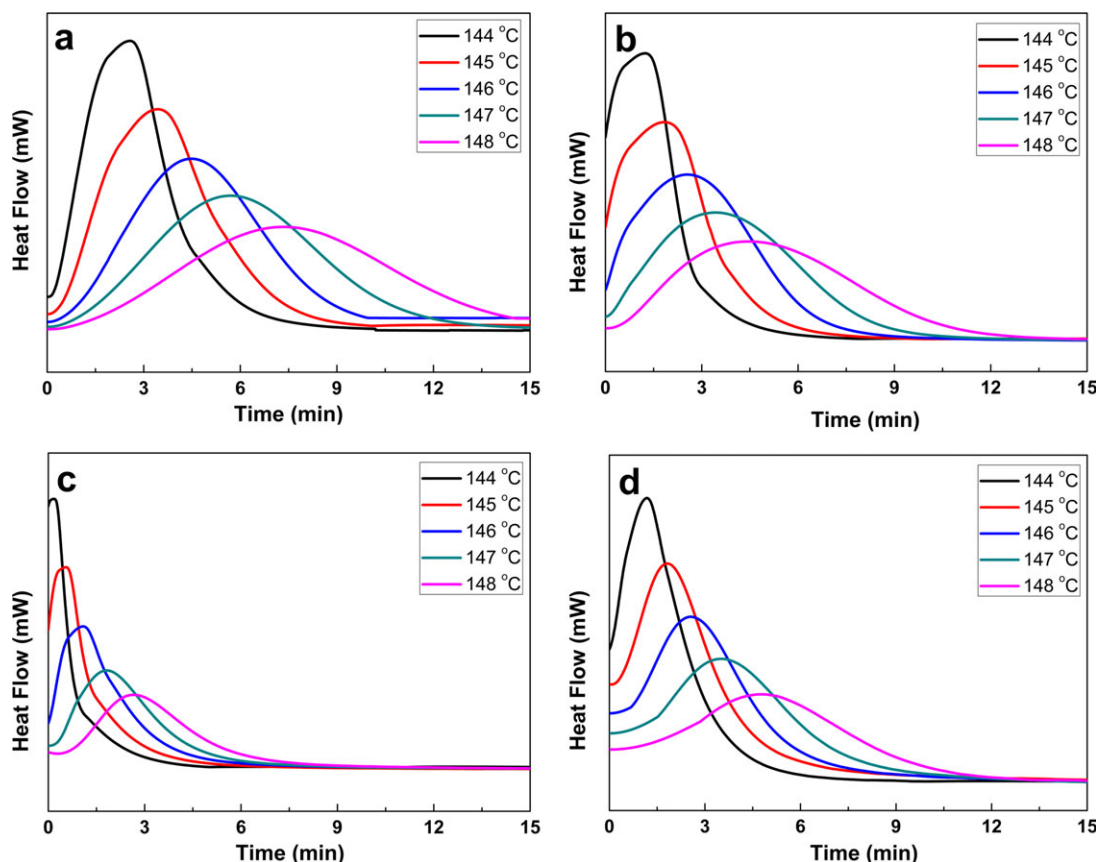 a
144 °C
145 °C
146 °C
147 °C
148 °C
Heat Flow (mW)
0 3 6 9 12 15
Time (min)
b
144 °C
145 °C
146 °C
147 °C
148 °C
Heat Flow (mW)
0 3 6 9 12 15
Time (min)
c
144 °C
145 °C
146 °C
147 °C
148 °C
Heat Flow (mW)
0 3 6 9 12 15
Time (min)
d
144 °C
145 °C
146 °C
147 °C
148 °C
Heat Flow (mW)
0 3 6 9 12 15
Time (min)